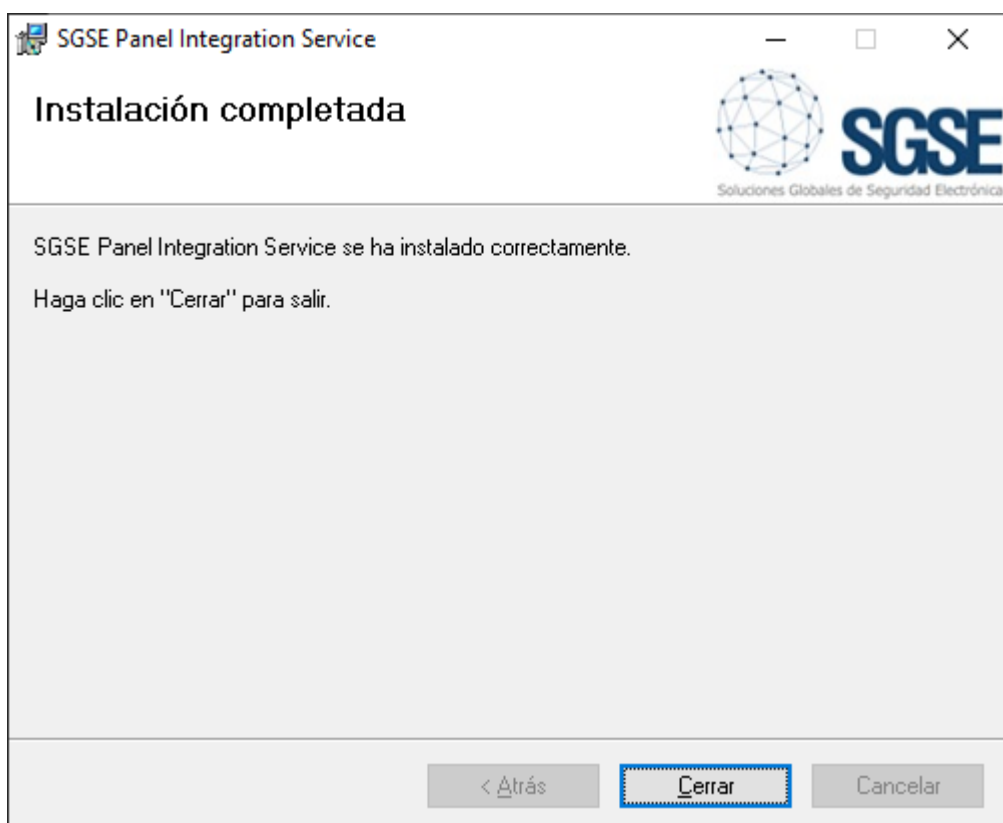 SGSE Panel Integration Service
Instalación completada
SGSE
Soluciones Globales de Seguridad Electrónica
SGSE Panel Integration Service se ha instalado correctamente.
Haga clic en "Cerrar" para salir.
< Atrás
Cerrar
Cancelar